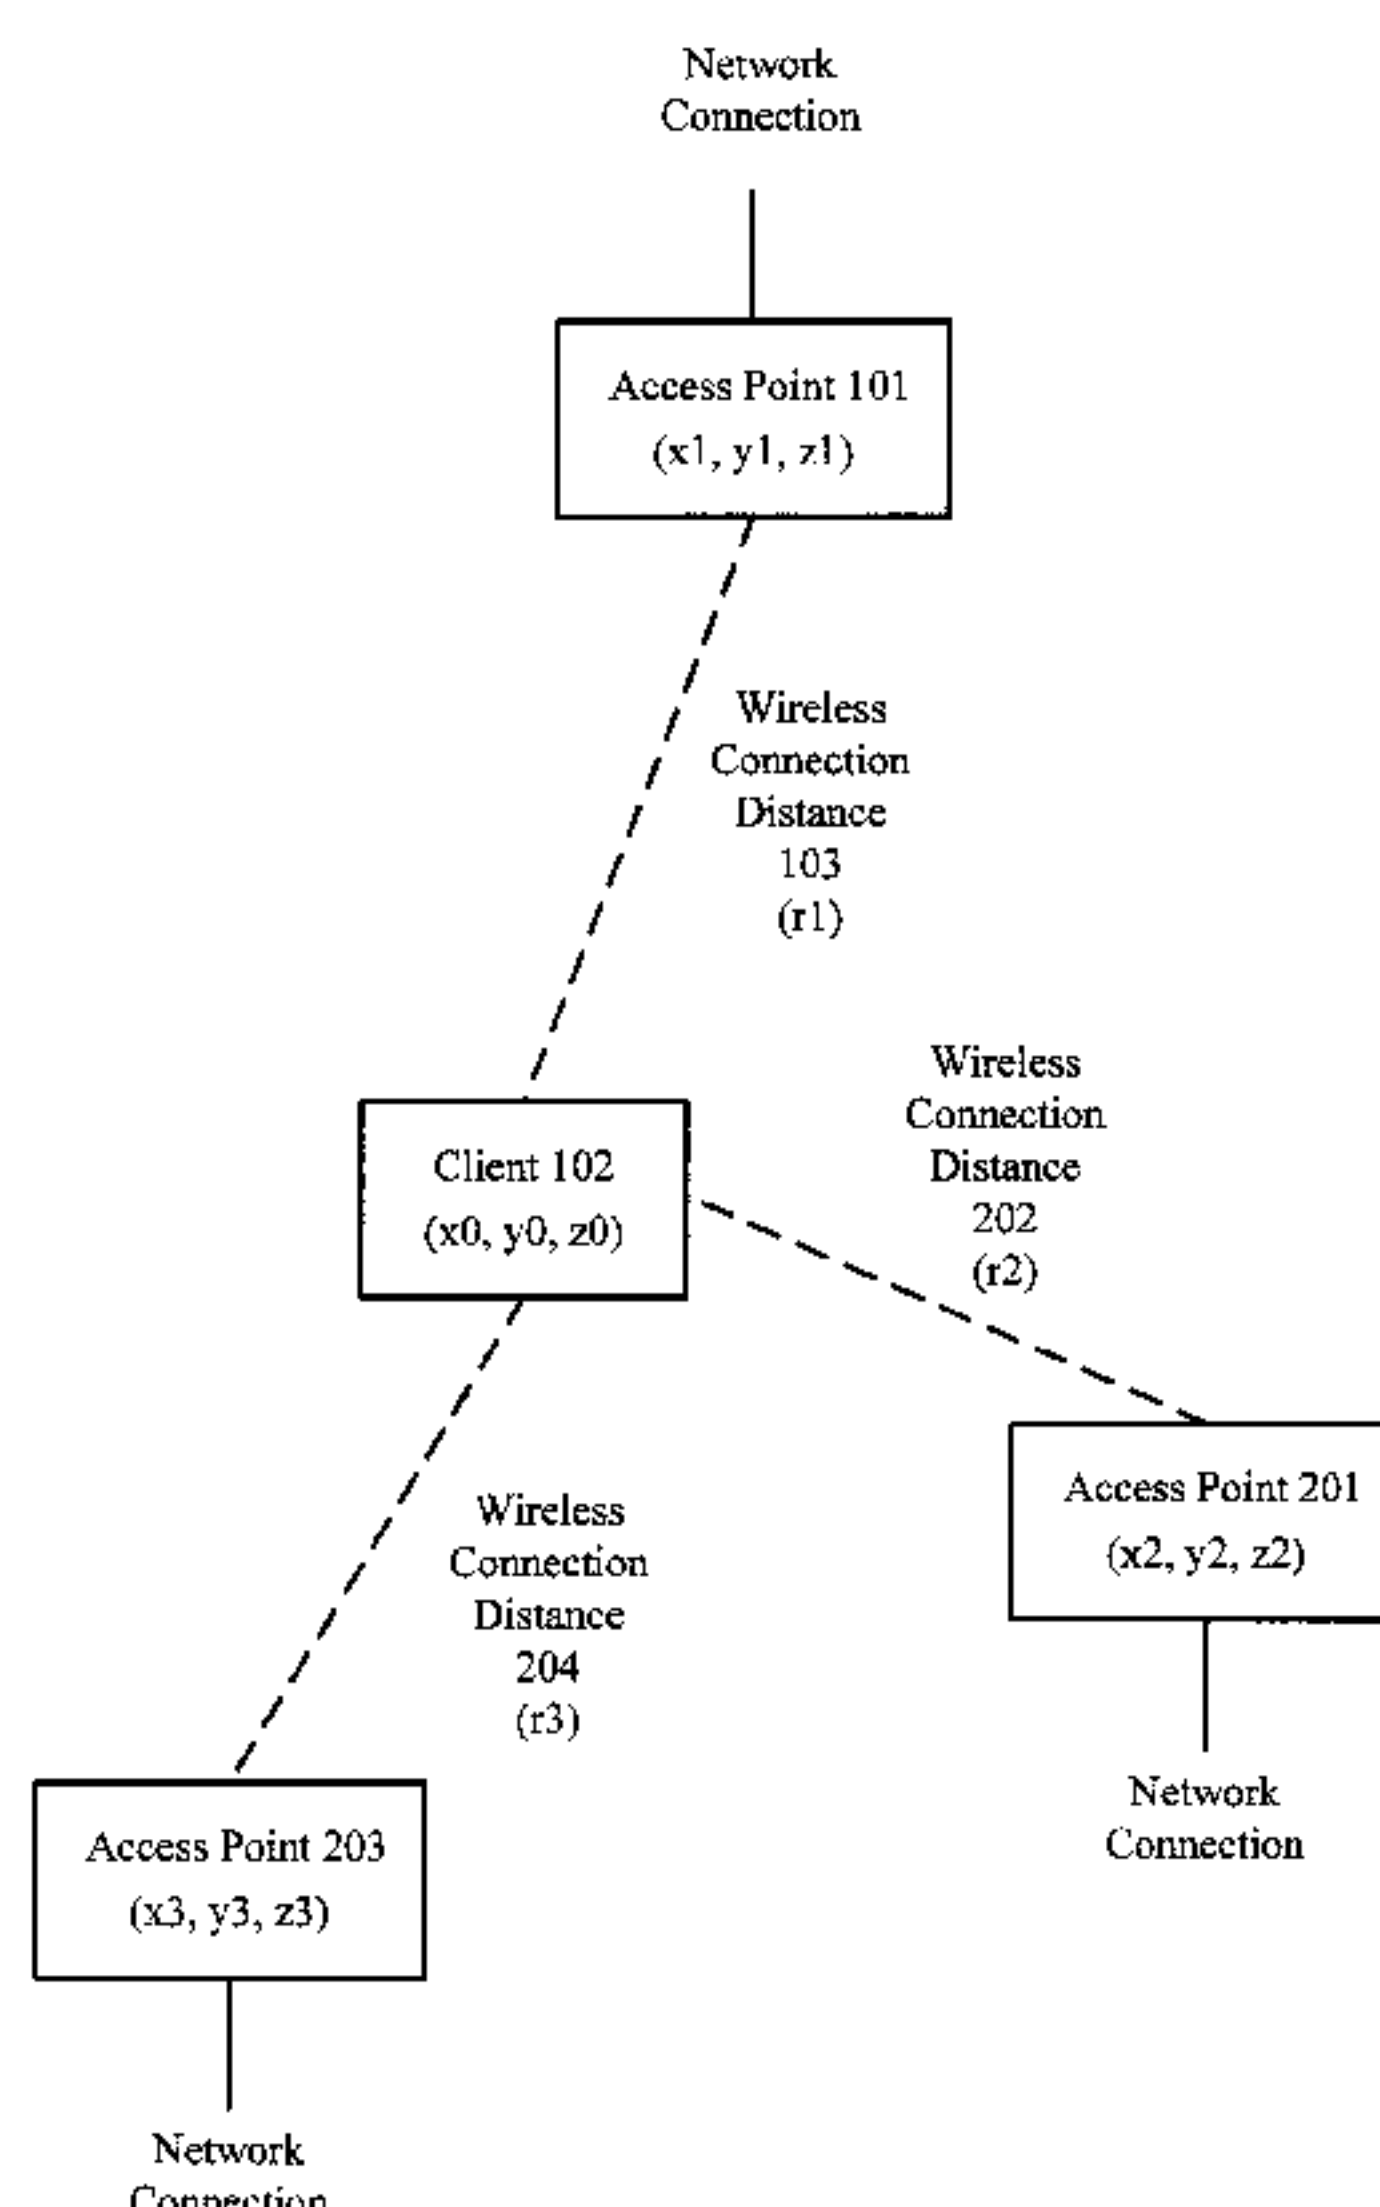 Network
Connection
Access Point 101
(x1, y1, z1)
Wireless
Connection
Distance
103
(r1)
Wireless
Connection
Distance
202
(r2)
Client 102
(x0, y0, z0)
Access Point 201
(x2, y2, z2)
Wireless
Connection
Distance
204
(r3)
Network
Connection
Access Point 203
(x3, y3, z3)
Network
Connection